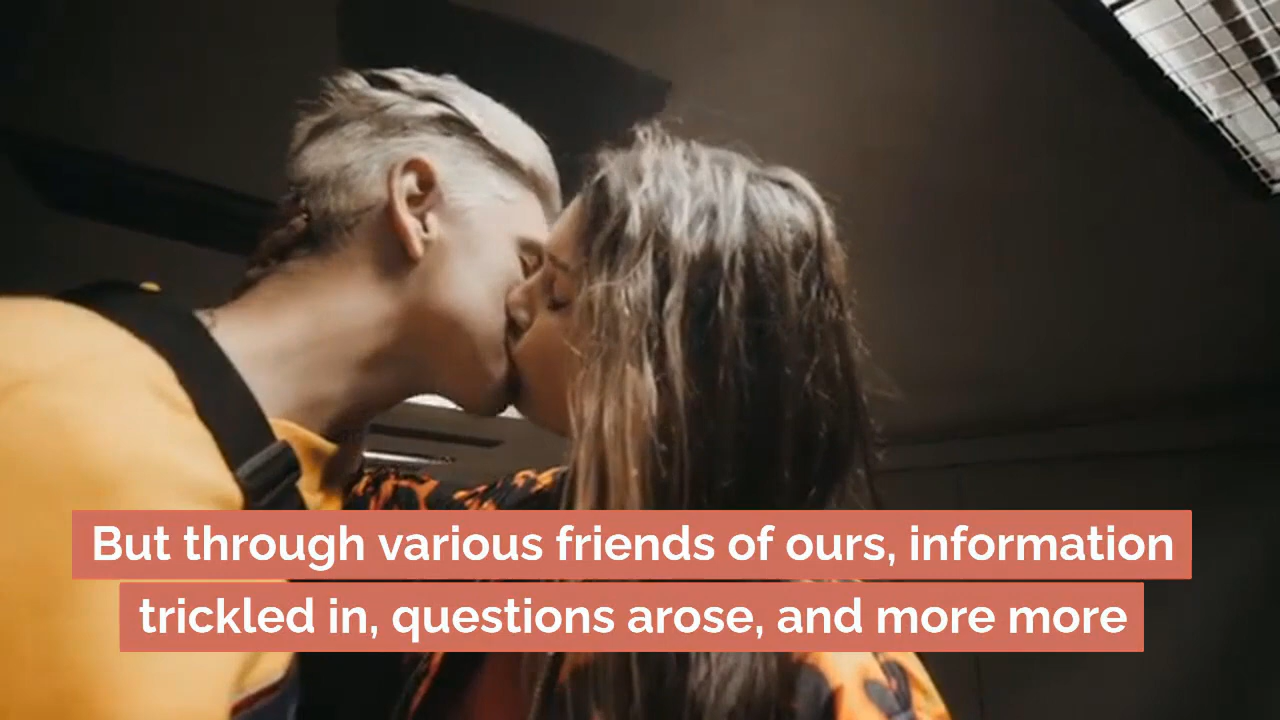 But through various friends of ours, information
trickled in, questions arose, and more more